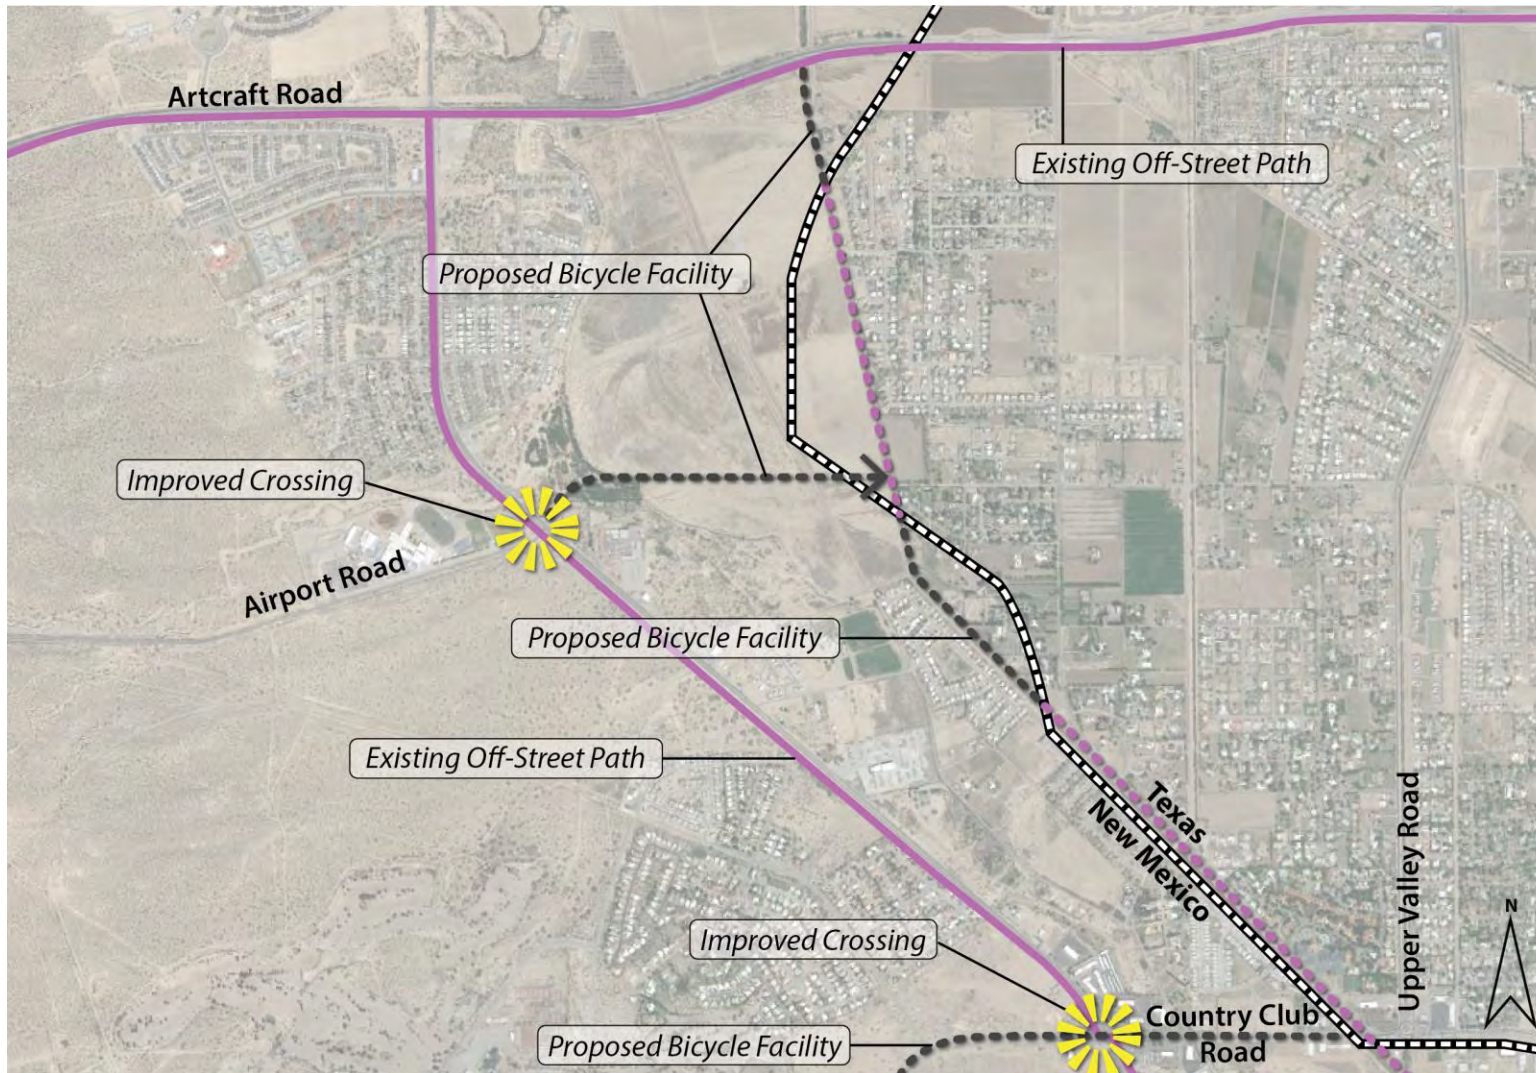 Artcraft Road
Existing Off-Street Path
Proposed Bicycle Facility
Improved Crossing
Airport Road
Proposed Bicycle Facility
Existing Off-Street Path
Texas
New Mexico
Upper Valley Road
N
Improved Crossing
Country Club
Road
Proposed Bicycle Facility